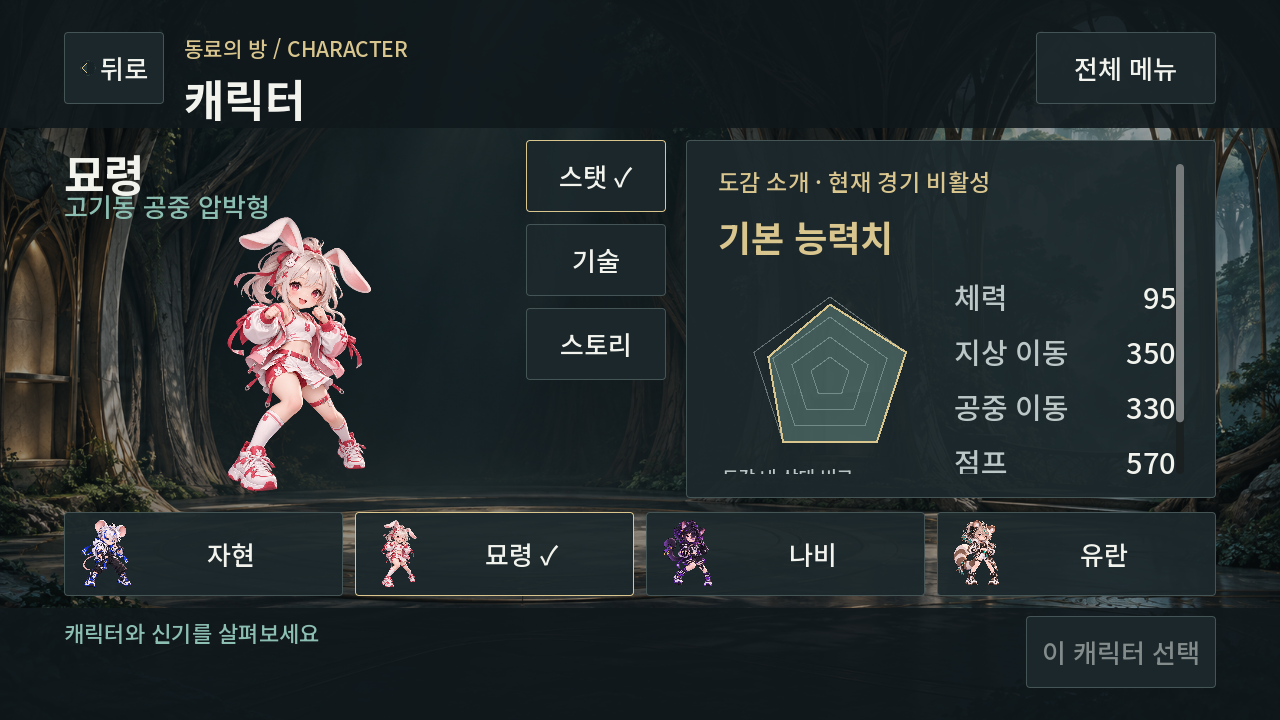 뒤로
동료의 방 / CHARACTER
캐릭터
전체 메뉴
묘령
고기동 공중 압박형
스탯 ✓
기술
스토리
도감 소개 · 현재 경기 비활성
기본 능력치
체력 95
지상 이동 350
공중 이동 330
점프 570
자현
묘령 ✓
나비
유란
캐릭터와 신기를 살펴보세요
이 캐릭터 선택